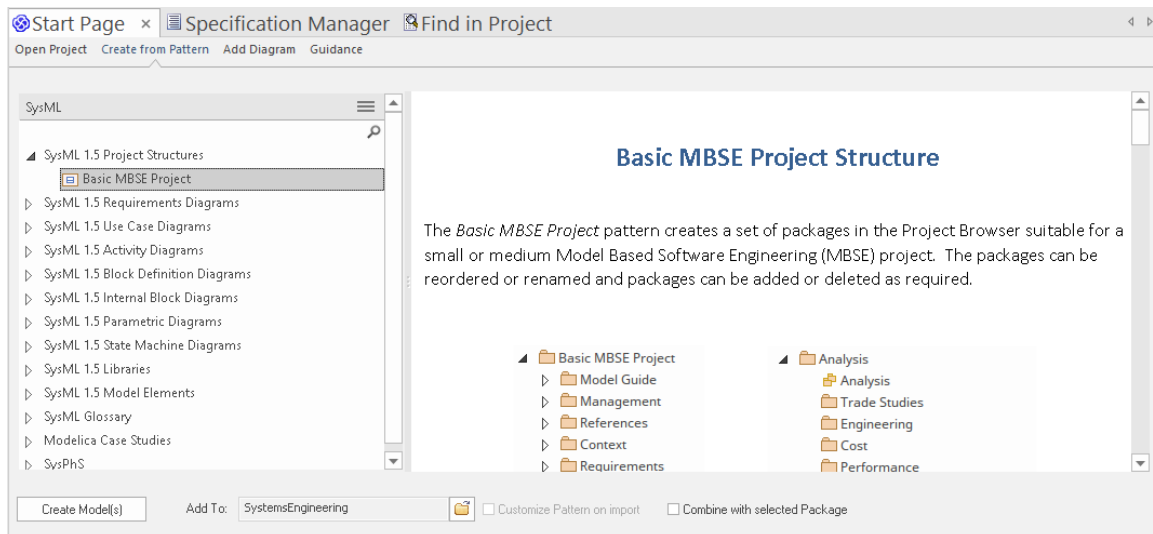 Start Page × Specification Manager Find in Project
Open Project Create from Pattern Add Diagram Guidance
SysML
SysML 1.5 Project Structures
Basic MBSE Project
SysML 1.5 Requirements Diagrams
SysML 1.5 Use Case Diagrams
SysML 1.5 Activity Diagrams
SysML 1.5 Block Definition Diagrams
SysML 1.5 Internal Block Diagrams
SysML 1.5 Parametric Diagrams
SysML 1.5 State Machine Diagrams
SysML 1.5 Libraries
SysML 1.5 Model Elements
SysML Glossary
Modelica Case Studies
SysPhS
Basic MBSE Project Structure
The Basic MBSE Project pattern creates a set of packages in the Project Browser suitable for a
small or medium Model Based Software Engineering (MBSE) project. The packages can be
reordered or renamed and packages can be added or deleted as required.
Basic MBSE Project
Model Guide
Management
References
Context
Requirements
Analysis
Analysis
Trade Studies
Engineering
Cost
Performance
Create Model(s) Add To: SystemsEngineering Customize Pattern on import Combine with selected Package